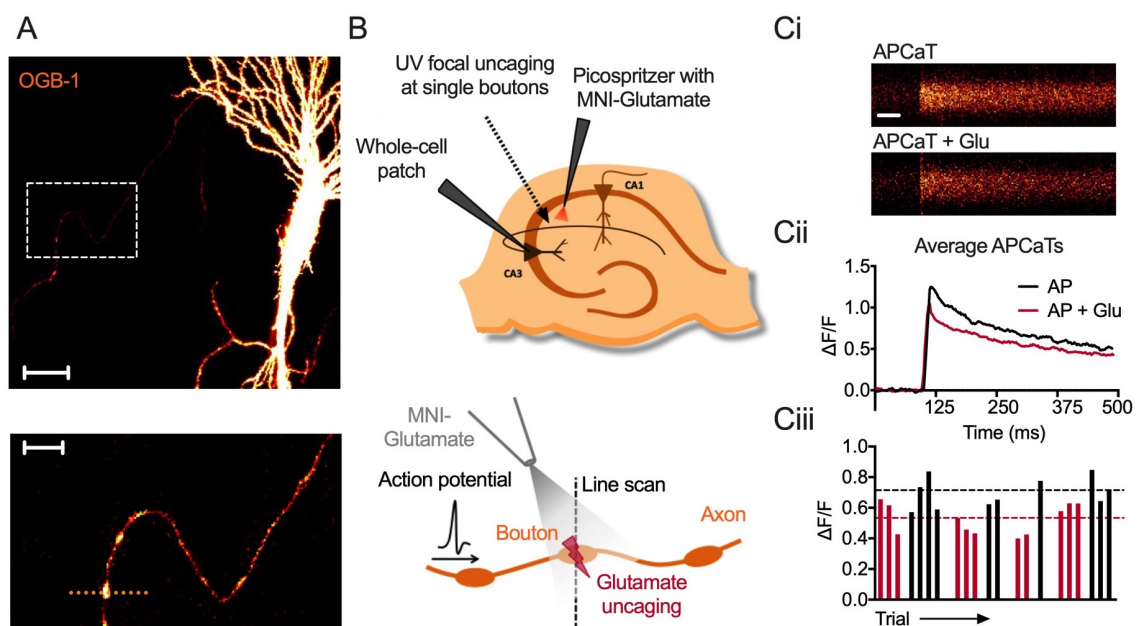 A
OGB-1
B
UV focal uncaging
at single boutons
Picospritzer with
MNI-Glutamate
Whole-cell
patch
CA1
CA3
MNI-
Glutamate
Action potential
Line scan
Bouton
Axon
Glutamate
uncaging
Ci
APCaT
APCaT + Glu
Cii
Average APCaTs
AP
AP + Glu
ΔF/F
1.5
1.0
0.5
0.0
125 250 375 500
Time (ms)
Ciii
ΔF/F
1.0
0.8
0.6
0.4
0.2
0.0
Trial